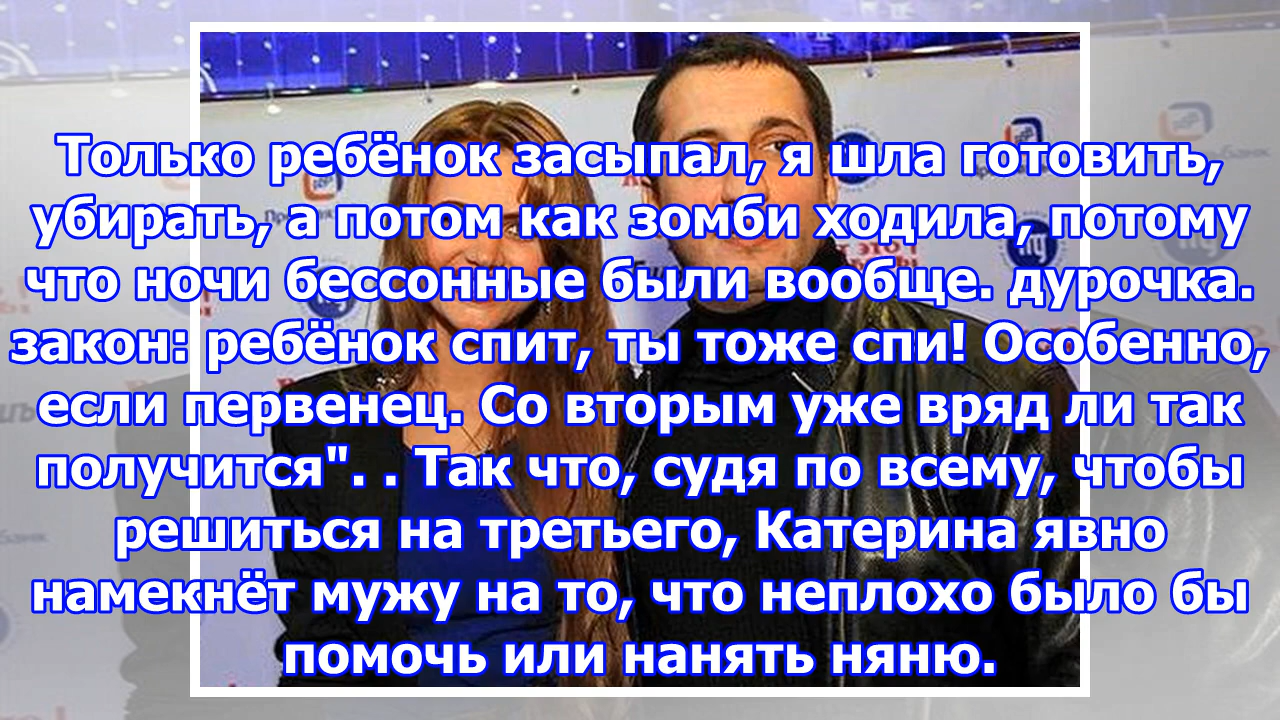 Только ребёнок засыпал, я шла готовить,
убирать, а потом как зомби ходила, потому
что ночи бессонные были вообще. дурочка.
закон: ребёнок спит, ты тоже спи! Особенно,
если первенец. Со вторым уже вряд ли так
получится". . Так что, судя по всему, чтобы
решиться на третьего, Катерина явно
намекнёт мужу на то, что неплохо было бы
помочь или нанять няню.